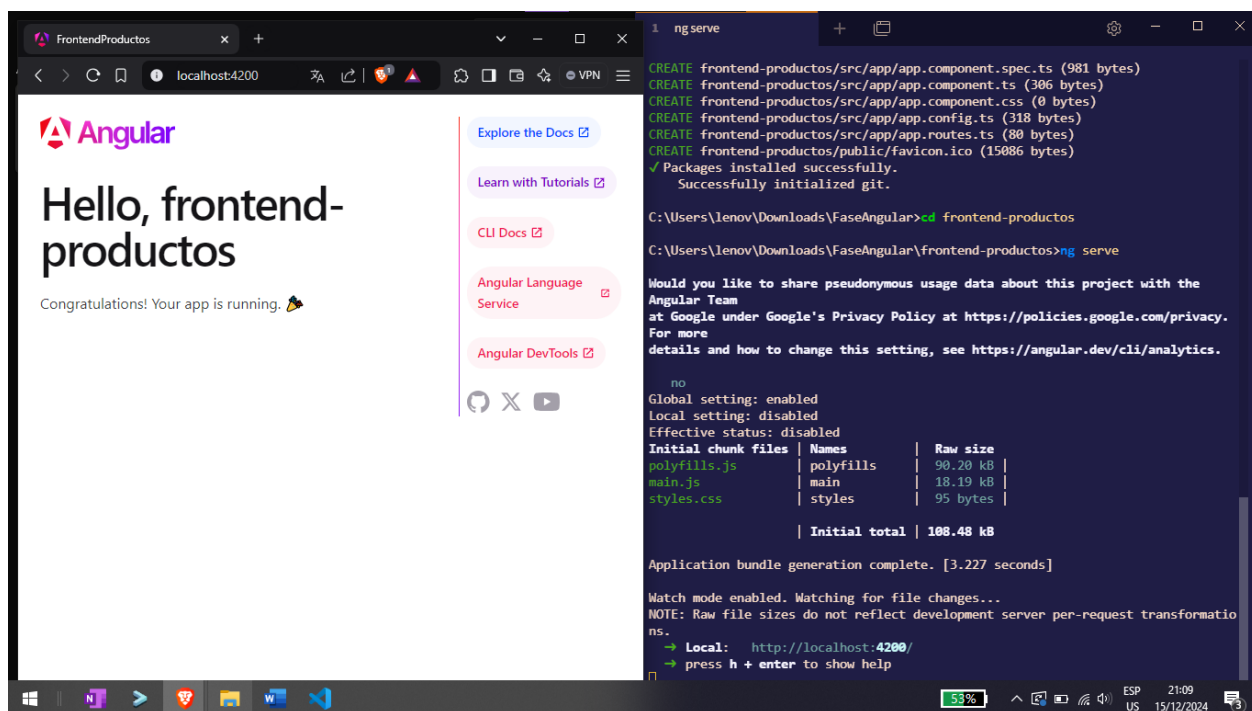 FrontendProductos
localhost:4200
VPN
Angular
Hello, frontend-
productos
Congratulations! Your app is running.
Explore the Docs
Learn with Tutorials
CLI Docs
Angular Language
Service
Angular DevTools
1 ng serve
CREATE frontend-productos/src/app/app.component.spec.ts (981 bytes)
CREATE frontend-productos/src/app/app.component.ts (306 bytes)
CREATE frontend-productos/src/app/app.component.css (0 bytes)
CREATE frontend-productos/src/app/app.config.ts (318 bytes)
CREATE frontend-productos/src/app/app.routes.ts (80 bytes)
CREATE frontend-productos/public/favicon.ico (15086 bytes)
√ Packages installed successfully.
Successfully initialized git.
C:\Users\lenov\Downloads\FaseAngular>cd frontend-productos
C:\Users\lenov\Downloads\FaseAngular\frontend-productos>ng serve
Would you like to share pseudonymous usage data about this project with the
Angular Team
at Google under Google's Privacy Policy at https://policies.google.com/privacy.
For more
details and how to change this setting, see https://angular.dev/cli/analytics.
no
Global setting: enabled
Local setting: disabled
Effective status: disabled
Initial chunk files | Names | Raw size
polyfills.js | polyfills | 90.20 kB |
main.js | main | 18.19 kB |
styles.css | styles | 95 bytes |
| Initial total | 108.48 kB
Application bundle generation complete. [3.227 seconds]
Watch mode enabled. Watching for file changes...
NOTE: Raw file sizes do not reflect development server per-request transformatio
ns.
→ Local: http://localhost:4200/
→ press h + enter to show help
53%
ESP
US
21:09
15/12/2024
3